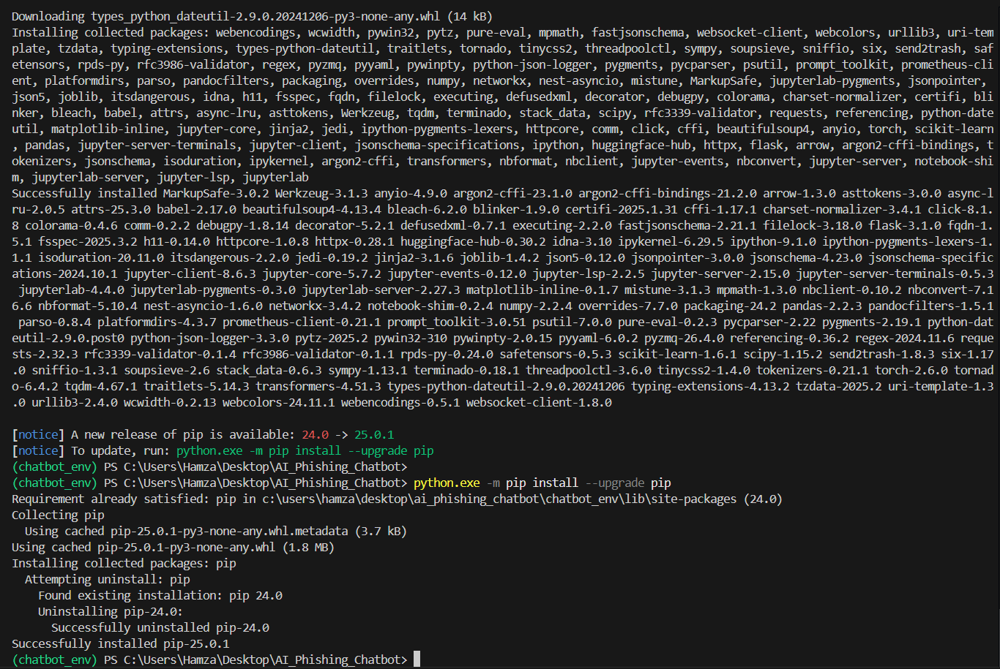 Downloading types_python_dateutil-2.9.0.20241206-py3-none-any.whl (14 kB)
Installing collected packages: webencodings, wcwidth, pywin32, pytz, pure-eval, mpmath, fastjsonschema, websocket-client, webcolors, urllib3, uri-tem
plate, tzdata, typing-extensions, types-python-dateutil, traitlets, tornado, tinycss2, threadpoolctl, sympy, soupsieve, sniffio, six, send2trash, saf
etensors, rpds-py, rfc3986-validator, regex, pyzmq, pyyaml, pywinpty, python-json-logger, pygments, pycparser, psutil, prompt_toolkit, prometheus-cli
ent, platformdirs, parso, pandocfilters, packaging, overrides, numpy, networkx, nest-asyncio, mistune, MarkupSafe, jupyterlab-pygments, jsonpointer,
json5, joblib, itsdangerous, idna, h11, fsspec, fqdn, filelock, executing, defusedxml, decorator, debugpy, colorama, charset-normalizer, certifi, bli
nker, bleach, babel, attrs, async-lru, asttokens, Werkzeug, tqdm, terminado, stack_data, scipy, rfc3339-validator, requests, referencing, python-date
util, matplotlib-inline, jupyter-core, jinja2, jedi, ipython-pygments-lexers, httpcore, comm, click, cffi, beautifulsoup4, anyio, torch, scikit-learn
, pandas, jupyter-server-terminals, jupyter-client, jsonschema-specifications, ipython, huggingface-hub, httpx, flask, arrow, argon2-cffi-bindings, t
okenizers, jsonschema, isoduration, ipykernel, argon2-cffi, transformers, nbformat, nbclient, jupyter-events, nbconvert, jupyter-server, notebook-shi
m, jupyterlab-server, jupyter-lsp, jupyterlab
Successfully installed MarkupSafe-3.0.2 Werkzeug-3.1.3 anyio-4.9.0 argon2-cffi-23.1.0 argon2-cffi-bindings-21.2.0 arrow-1.3.0 asttokens-3.0.0 async-l
ru-2.0.5 attrs-25.3.0 babel-2.17.0 beautifulsoup4-4.13.4 bleach-6.2.0 blinker-1.9.0 certifi-2025.1.31 cffi-1.17.1 charset-normalizer-3.4.1 click-8.1.
8 colorama-0.4.6 comm-0.2.2 debugpy-1.8.14 decorator-5.2.1 defusedxml-0.7.1 executing-2.2.0 fastjsonschema-2.21.1 filelock-3.18.0 flask-3.1.0 fqdn-1.
5.1 fsspec-2025.3.2 h11-0.14.0 httpcore-1.0.8 httpx-0.28.1 huggingface-hub-0.30.2 idna-3.10 ipykernel-6.29.5 ipython-9.1.0 ipython-pygments-lexers-1.
1.1 isoduration-20.11.0 itsdangerous-2.2.0 jedi-0.19.2 jinja2-3.1.6 joblib-1.4.2 json5-0.12.0 jsonpointer-3.0.0 jsonschema-4.23.0 jsonschema-specific
ations-2024.10.1 jupyter-client-8.6.3 jupyter-core-5.7.2 jupyter-events-0.12.0 jupyter-lsp-2.2.5 jupyter-server-2.15.0 jupyter-server-terminals-0.5.3
 jupyterlab-4.4.0 jupyterlab-pygments-0.3.0 jupyterlab-server-2.27.3 matplotlib-inline-0.1.7 mistune-3.1.3 mpmath-1.3.0 nbclient-0.10.2 nbconvert-7.1
6.6 nbformat-5.10.4 nest-asyncio-1.6.0 networkx-3.4.2 notebook-shim-0.2.4 numpy-2.2.4 overrides-7.7.0 packaging-24.2 pandas-2.2.3 pandocfilters-1.5.1
 parso-0.8.4 platformdirs-4.3.7 prometheus-client-0.21.1 prompt_toolkit-3.0.51 psutil-7.0.0 pure-eval-0.2.3 pycparser-2.22 pygments-2.19.1 python-dat
eutil-2.9.0.post0 python-json-logger-3.3.0 pytz-2025.2 pywin32-310 pywinpty-2.0.15 pyyaml-6.0.2 pyzmq-26.4.0 referencing-0.36.2 regex-2024.11.6 reque
sts-2.32.3 rfc3339-validator-0.1.4 rfc3986-validator-0.1.1 rpds-py-0.24.0 safetensors-0.5.3 scikit-learn-1.6.1 scipy-1.15.2 send2trash-1.8.3 six-1.17
.0 sniffio-1.3.1 soupsieve-2.6 stack_data-0.6.3 sympy-1.13.1 terminado-0.18.1 threadpoolctl-3.6.0 tinycss2-1.4.0 tokenizers-0.21.1 torch-2.6.0 tornad
o-6.4.2 tqdm-4.67.1 traitlets-5.14.3 transformers-4.51.3 types-python-dateutil-2.9.0.20241206 typing-extensions-4.13.2 tzdata-2025.2 uri-template-1.3
.0 urllib3-2.4.0 wcwidth-0.2.13 webcolors-24.11.1 webencodings-0.5.1 websocket-client-1.8.0
[notice] A new release of pip is available: 24.0 -> 25.0.1
[notice] To update, run: python.exe -m pip install --upgrade pip
(chatbot_env) PS C:\Users\Hamza\Desktop\AI_Phishing_Chatbot>
(chatbot_env) PS C:\Users\Hamza\Desktop\AI_Phishing_Chatbot> python.exe -m pip install --upgrade pip
Requirement already satisfied: pip in c:\users\hamza\desktop\ai_phishing_chatbot\chatbot_env\lib\site-packages (24.0)
Collecting pip
  Using cached pip-25.0.1-py3-none-any.whl.metadata (3.7 kB)
Using cached pip-25.0.1-py3-none-any.whl (1.8 MB)
Installing collected packages: pip
  Attempting uninstall: pip
    Found existing installation: pip 24.0
    Uninstalling pip-24.0:
      Successfully uninstalled pip-24.0
Successfully installed pip-25.0.1
(chatbot_env) PS C:\Users\Hamza\Desktop\AI_Phishing_Chatbot>